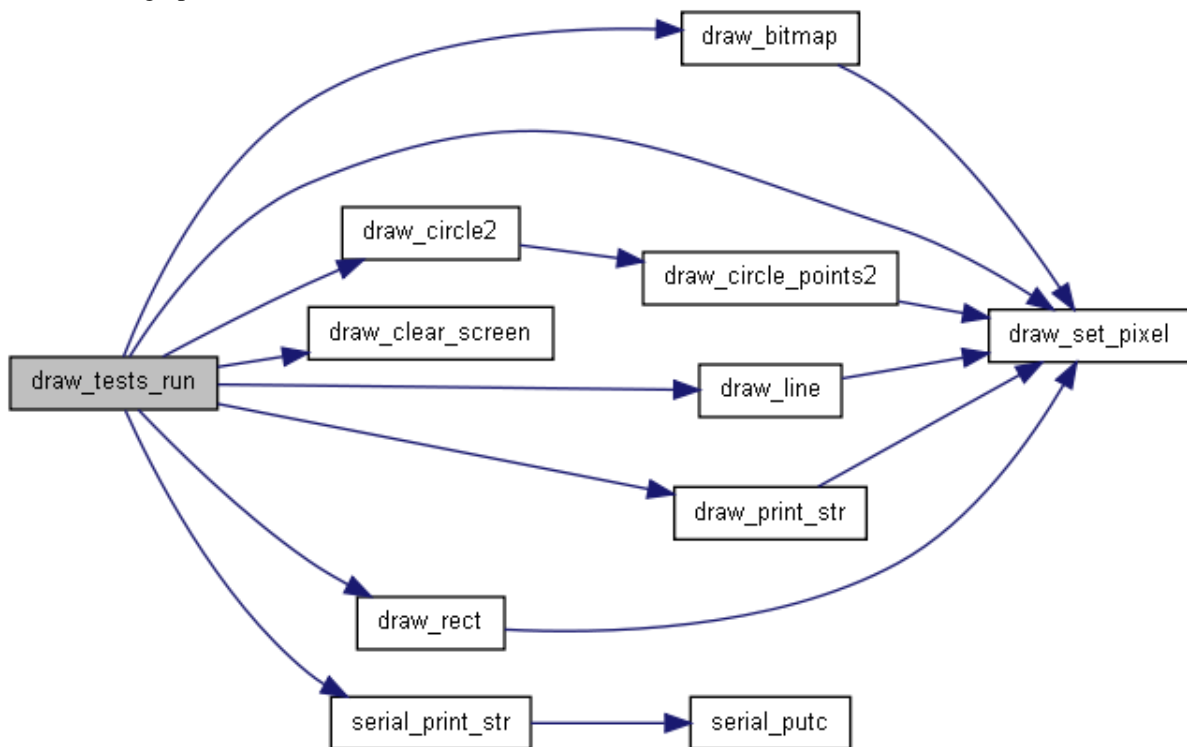 draw_bitmap
draw_circle2
draw_circle_points2
draw_clear_screen
draw_set_pixel
draw_tests_run
draw_line
draw_print_str
draw_rect
serial_print_str
serial_putc